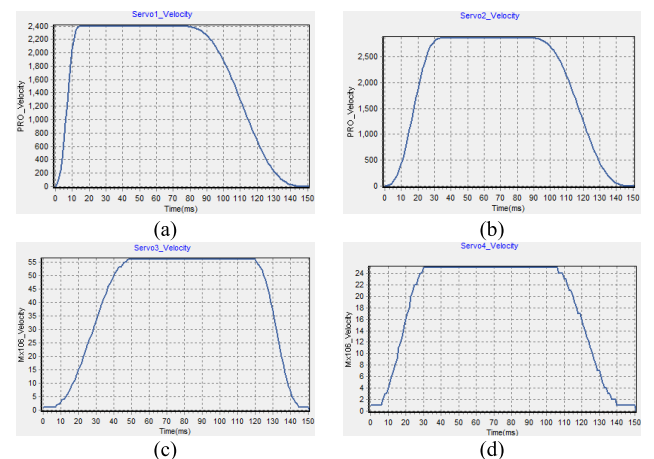 Servo1_Velocity
2,400
2,200
2,000
1,800
1,600
1,400
1,200
1,000
800
600
400
200
0
PRO_Velocity
0 10 20 30 40 50 60 70 80 90 100 110 120 130 140 151
Time(ms)
(a)
Servo2_Velocity
2,500
2,000
1,500
1,000
500
0
PRO_Velocity
0 10 20 30 40 50 60 70 80 90 100 110 120 130 140 151
Time(ms)
(b)
Servo3_Velocity
55
50
45
40
35
30
25
20
15
10
5
0
Mx106_Velocity
0 10 20 30 40 50 60 70 80 90 100 110 120 130 140 150
Time(ms)
(c)
Servo4_Velocity
24
22
20
18
16
14
12
10
8
6
4
2
0
Mx106_Velocity
0 10 20 30 40 50 60 70 80 90 100 110 120 130 140 151
Time(ms)
(d)